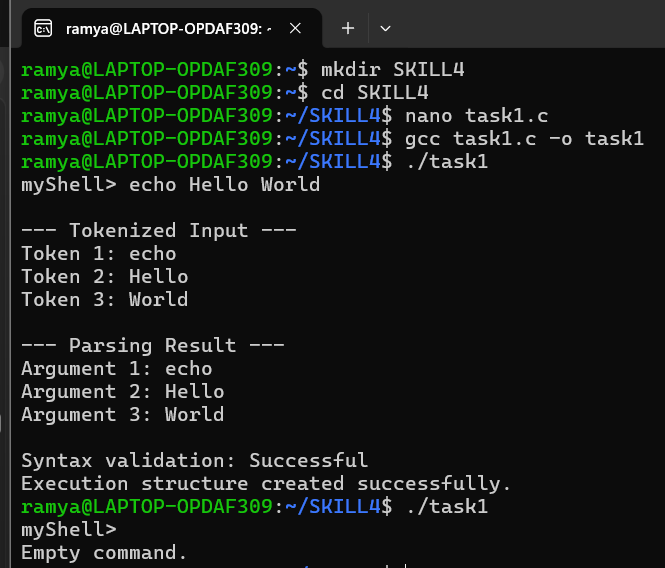 ramya@LAPTOP-OPDAF309: ~
ramya@LAPTOP-OPDAF309:~$ mkdir SKILL4
ramya@LAPTOP-OPDAF309:~$ cd SKILL4
ramya@LAPTOP-OPDAF309:~/SKILL4$ nano task1.c
ramya@LAPTOP-OPDAF309:~/SKILL4$ gcc task1.c -o task1
ramya@LAPTOP-OPDAF309:~/SKILL4$ ./task1
myShell> echo Hello World
--- Tokenized Input ---
Token 1: echo
Token 2: Hello
Token 3: World
--- Parsing Result ---
Argument 1: echo
Argument 2: Hello
Argument 3: World
Syntax validation: Successful
Execution structure created successfully.
ramya@LAPTOP-OPDAF309:~/SKILL4$ ./task1
myShell>
Empty command.